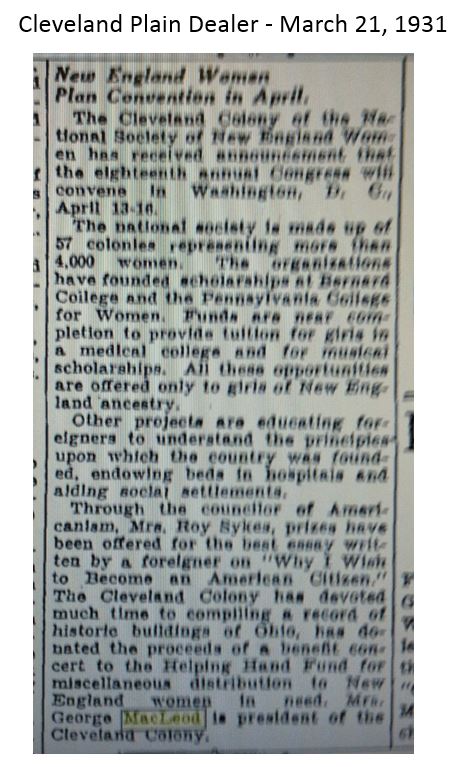 Cleveland Plain Dealer - March 21, 1931
New England Women
Plan Convention in April.
The Cleveland Colony of the Na-
tional Society of New England Wom-
en has received announcement that
the eighteenth annual Congress will
convene in Washington, D. C.,
April 13-16.
The national society is made up of
57 colonies representing more than
4,000 women. The organizations
have founded scholarships at Bernard
College and the Pennsylvania College
for Women. Funds are near com-
pletion to provide tuition for girls in
a medical college and for musical
scholarships. All these opportunities
are offered only to girls of New Eng-
land ancestry.
Other projects are educating for-
eigners to understand the principles
upon which the country was found-
ed, endowing beds in hospitals and
aiding social settlements.
Through the councilor of Ameri-
canism, Mrs. Roy Sykes, prizes have
been offered for the best essay writ-
ten by a foreigner on "Why I Wish
to Become an American Citizen."
The Cleveland Colony has devoted
much time to compiling a record of
historic buildings of Ohio, has do-
nated the proceeds of a benefit con-
cert to the Helping Hand Fund for
miscellaneous distribution to New
England women in need. Mrs.
George MacLeod is president of the
Cleveland Colony.